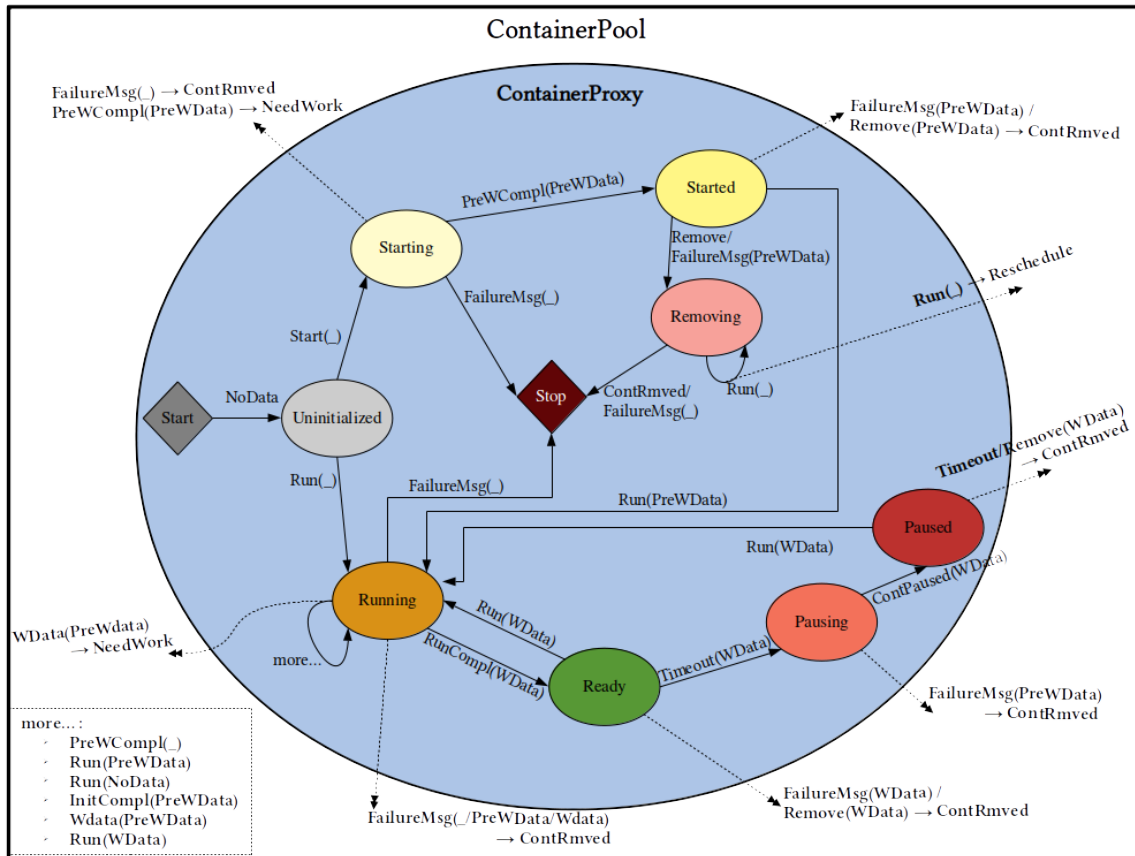 ContainerPool
ContainerProxy
FailureMsg(_) → ContRmved
PreWCompl(PreWData) → NeedWork
FailureMsg(PreWData) /
Remove(PreWData) → ContRmved
PreWCompl(PreWData)
Started
Starting
Remove/
FailureMsg(PreWData)
Run(_) → Reschedule
FailureMsg(_)
Removing
Start(_)
Run(_)
NoData
Stop
ContRmved/
FailureMsg(_)
Start
Uninitialized
Timeout/Remove(WData)
→ ContRmved
Run(_)
FailureMsg(_)
Run(PreWData)
Paused
Run(WData)
ContPaused(WData)
Running
Run(WData)
Pausing
WData(PreWdata)
→ NeedWork
more...
RunCompl(WData)
Timeout(WData)
Ready
FailureMsg(PreWData)
→ ContRmved
more... :
· PreWCompl(_)
· Run(PreWData)
· Run(NoData)
· InitCompl(PreWData)
· Wdata(PreWData)
· Run(WData)
FailureMsg(_/PreWData/Wdata)
→ ContRmved
FailureMsg(WData) /
Remove(WData) → ContRmved